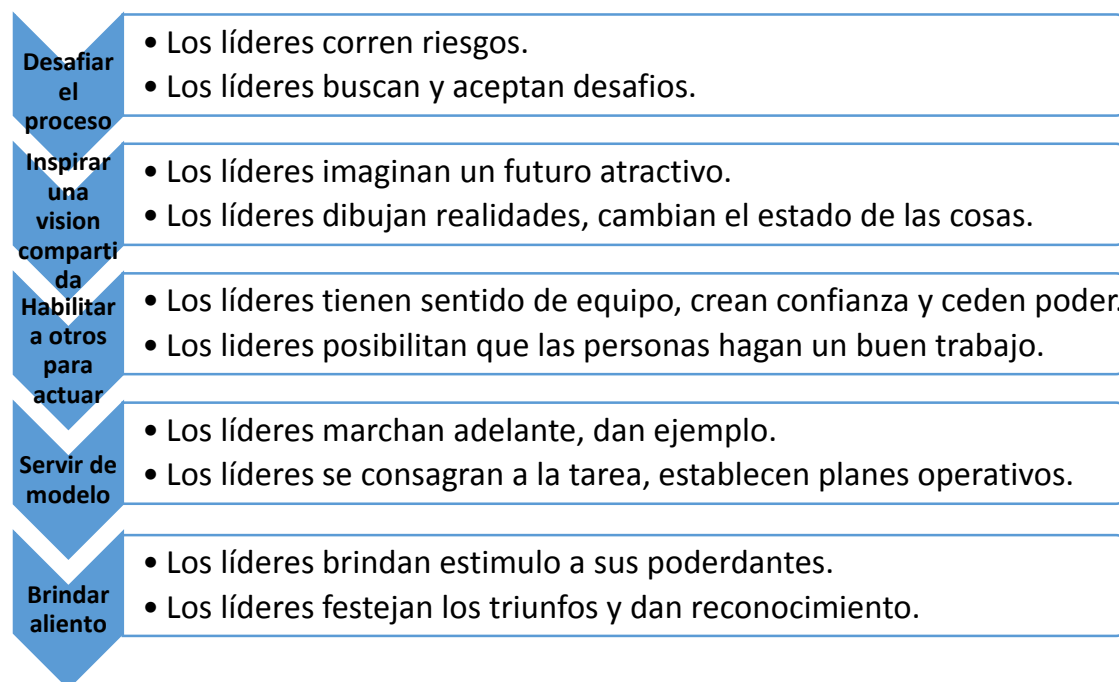 Desafiar
el
proceso
• Los líderes corren riesgos.
• Los líderes buscan y aceptan desafios.
Inspirar
una
vision
comparti
da
• Los líderes imaginan un futuro atractivo.
• Los líderes dibujan realidades, cambian el estado de las cosas.
Habilitar
a otros
para
actuar
• Los líderes tienen sentido de equipo, crean confianza y ceden poder.
• Los lideres posibilitan que las personas hagan un buen trabajo.
Servir de
modelo
• Los líderes marchan adelante, dan ejemplo.
• Los líderes se consagran a la tarea, establecen planes operativos.
Brindar
aliento
• Los líderes brindan estimulo a sus poderdantes.
• Los líderes festejan los triunfos y dan reconocimiento.